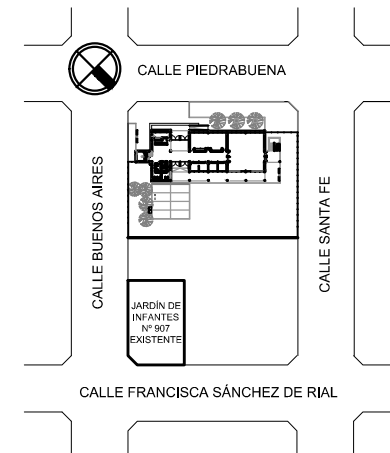 CALLE PIEDRABUENA
CALLE BUENOS AIRES
CALLE SANTA FE
JARDÍN DE
INFANTES
Nº 907
EXISTENTE
CALLE FRANCISCA SÁNCHEZ DE RIAL